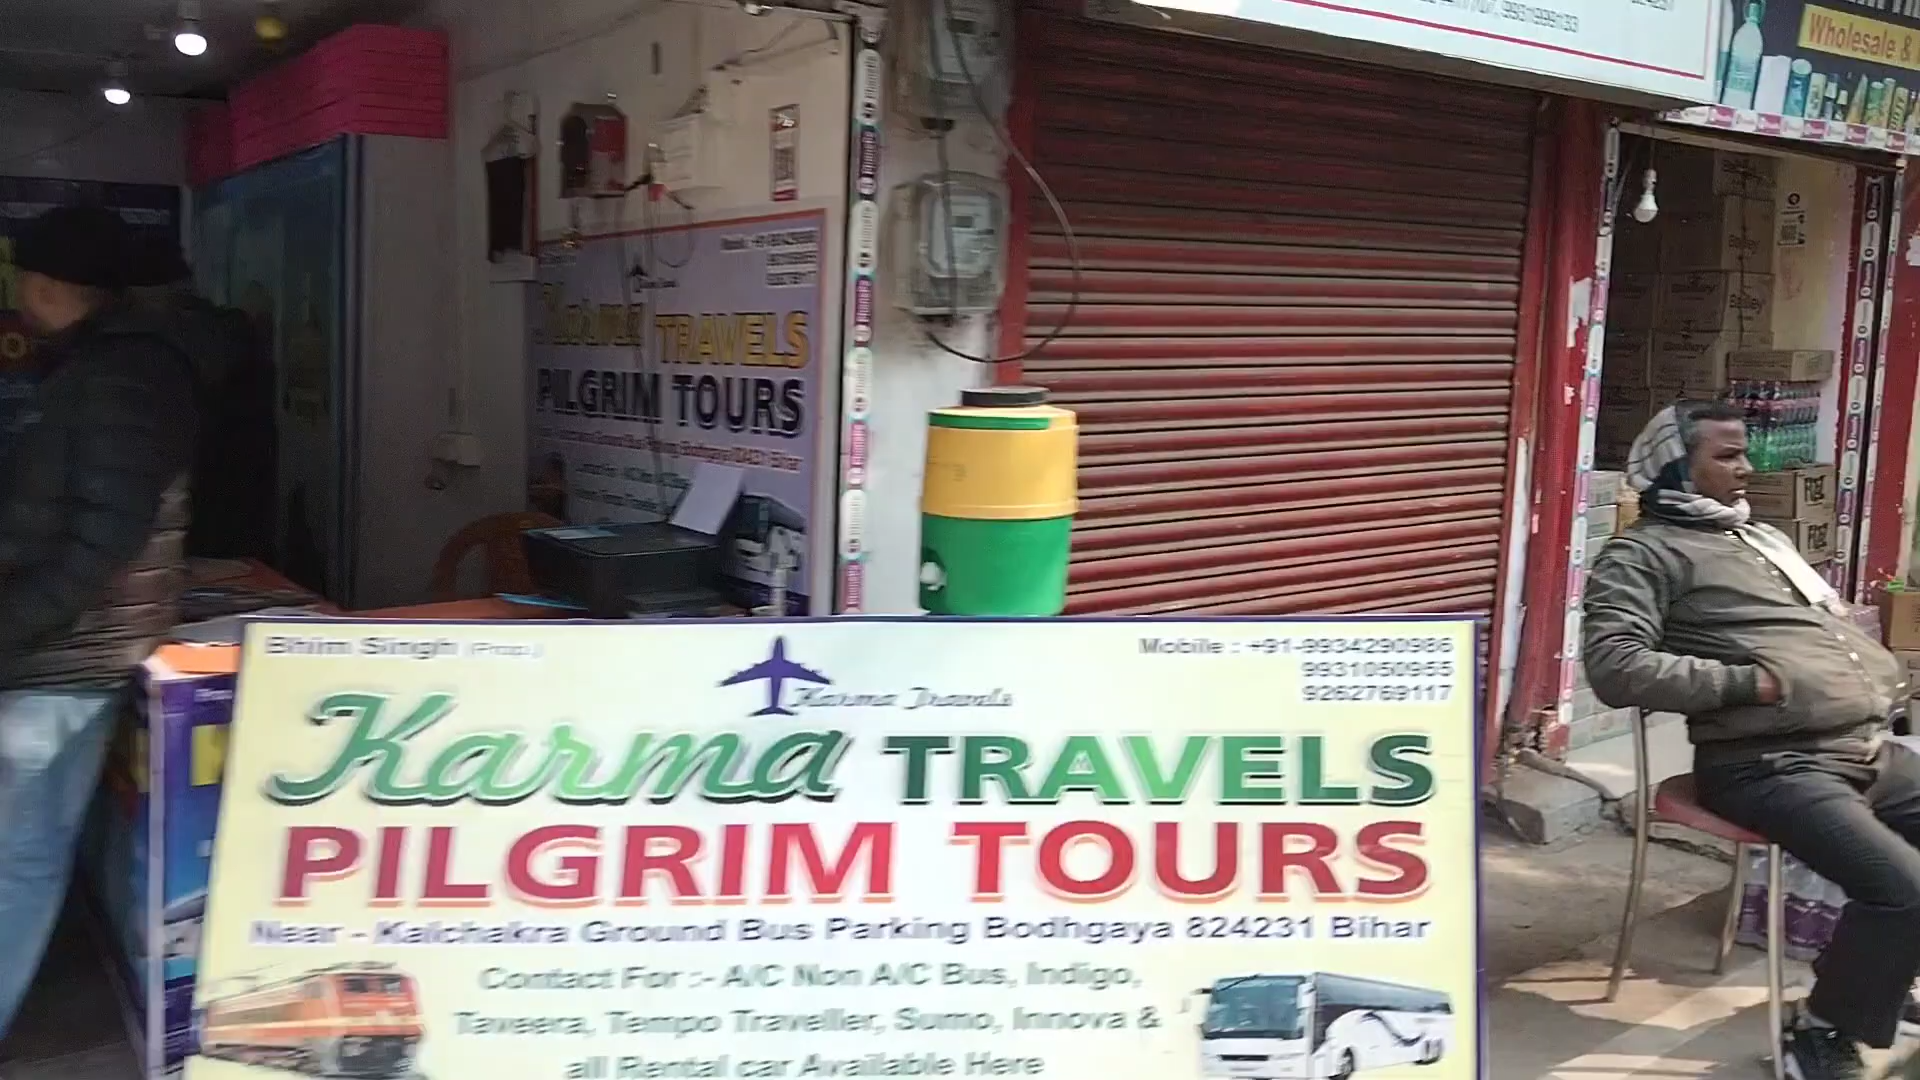 Wholesale &
TRAVELS
PILGRIM TOURS
Bailey
Bhim Singh (Prop.)
Karma Travels
Mobile : +91-9934290986
9931050955
9262769117
Karma TRAVELS
PILGRIM TOURS
Near - Kalchakra Ground Bus Parking Bodhgaya 824231 Bihar
Contact For :- A/C Non A/C Bus, Indigo,
Taveera, Tempo Traveller, Sumo, Innova &
all Rental car Available Here